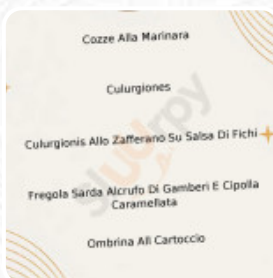 Cozze Alla Marinara
Culurgiones
Culurgionis Allo Zafferano Su Salsa Di Fichi
Fregola Sarda Alcrufo Di Gamberi E Cipolla
Caramellata
Ombrina All Cartoccio
sluurpy